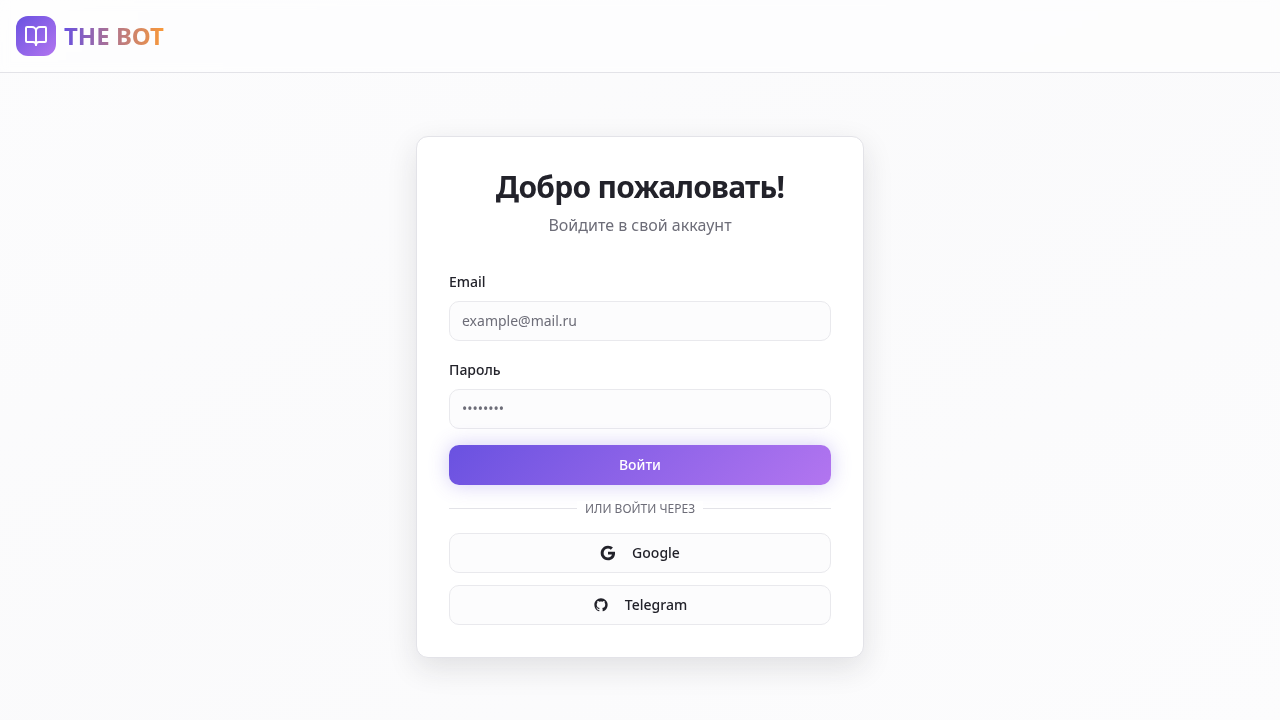 THE BOT
Добро пожаловать!
Войдите в свой аккаунт
Email
example@mail.ru
Пароль
••••••••
Войти
ИЛИ ВОЙТИ ЧЕРЕЗ
Google
Telegram